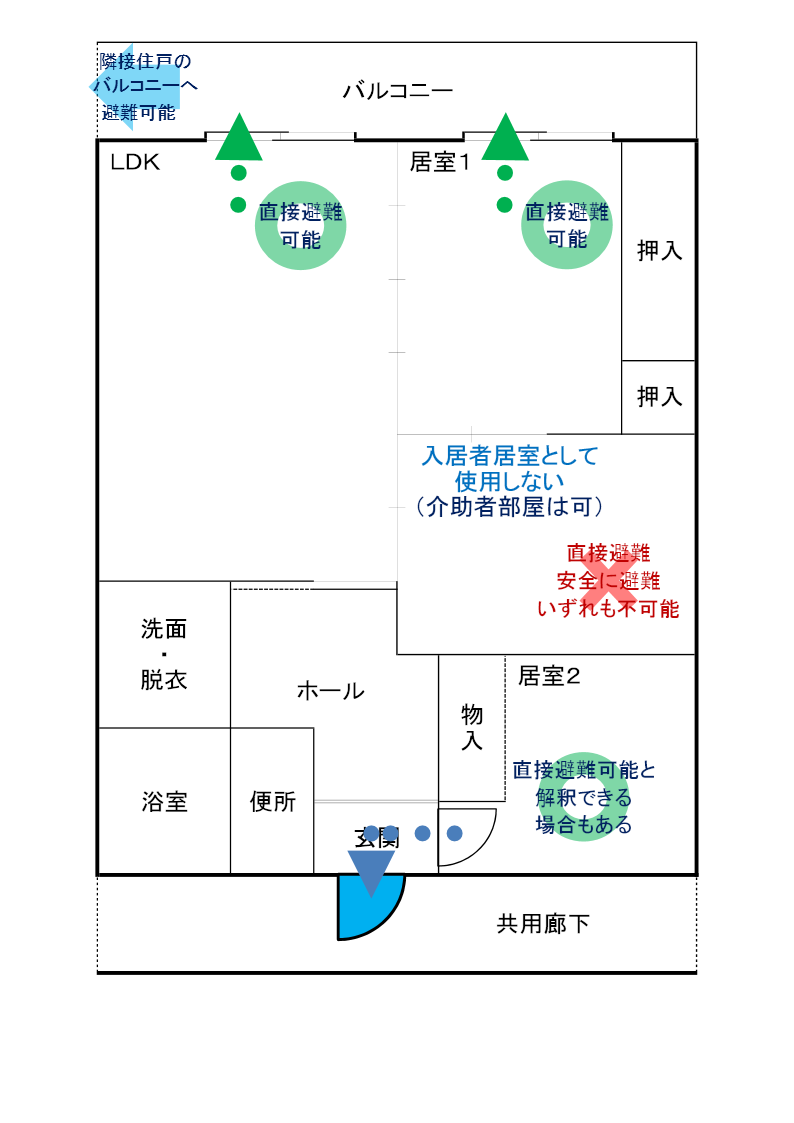 隣接住戸の
バルコニーへ
避難可能
バルコニー
LDK
居室1
直接避難
可能
直接避難
可能
押入
押入
入居者居室として
使用しない
（介助者部屋は可）
直接避難
安全に避難
いずれも不可能
洗面
・
脱衣
ホール
物
入
居室2
浴室
便所
直接避難可能と
解釈できる
場合もある
玄関
共用廊下